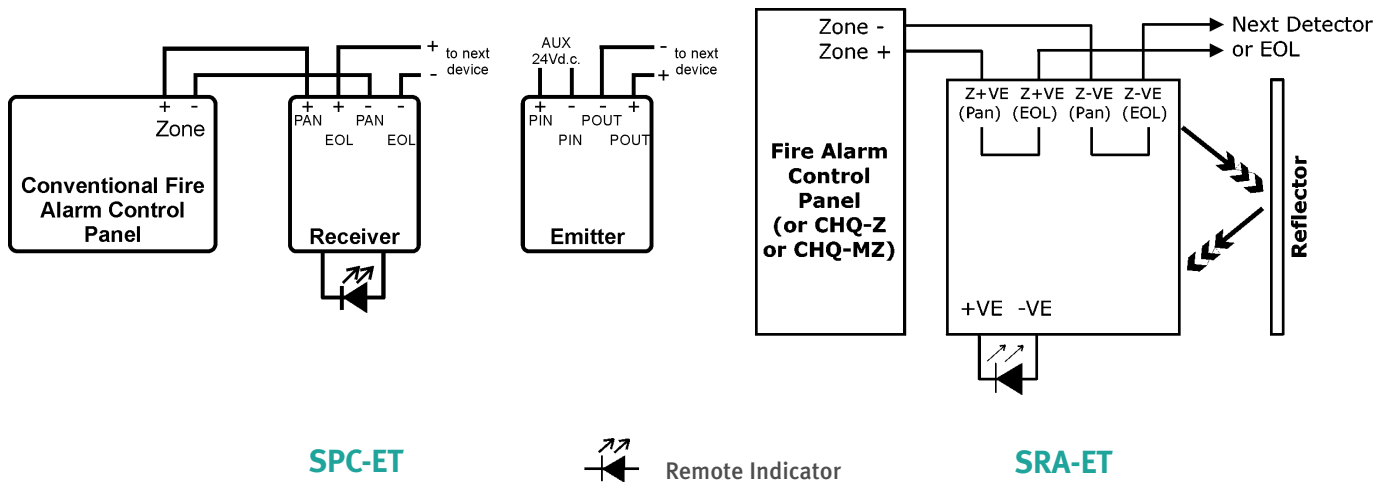 + -
Zone
Conventional Fire
Alarm Control
Panel
+ + - -
PAN PAN
EOL EOL
Receiver
+ to next
- device
AUX
24Vd.c.
+ - - +
PIN POUT
PIN POUT
Emitter
- to next
+ device
Zone -
Zone +
Fire Alarm
Control
Panel
(or CHQ-Z
or CHQ-MZ)
Z+VE Z+VE Z-VE Z-VE
(Pan) (EOL) (Pan) (EOL)
+VE -VE
Next Detector
or EOL
Reflector
SPC-ET
Remote Indicator
SRA-ET